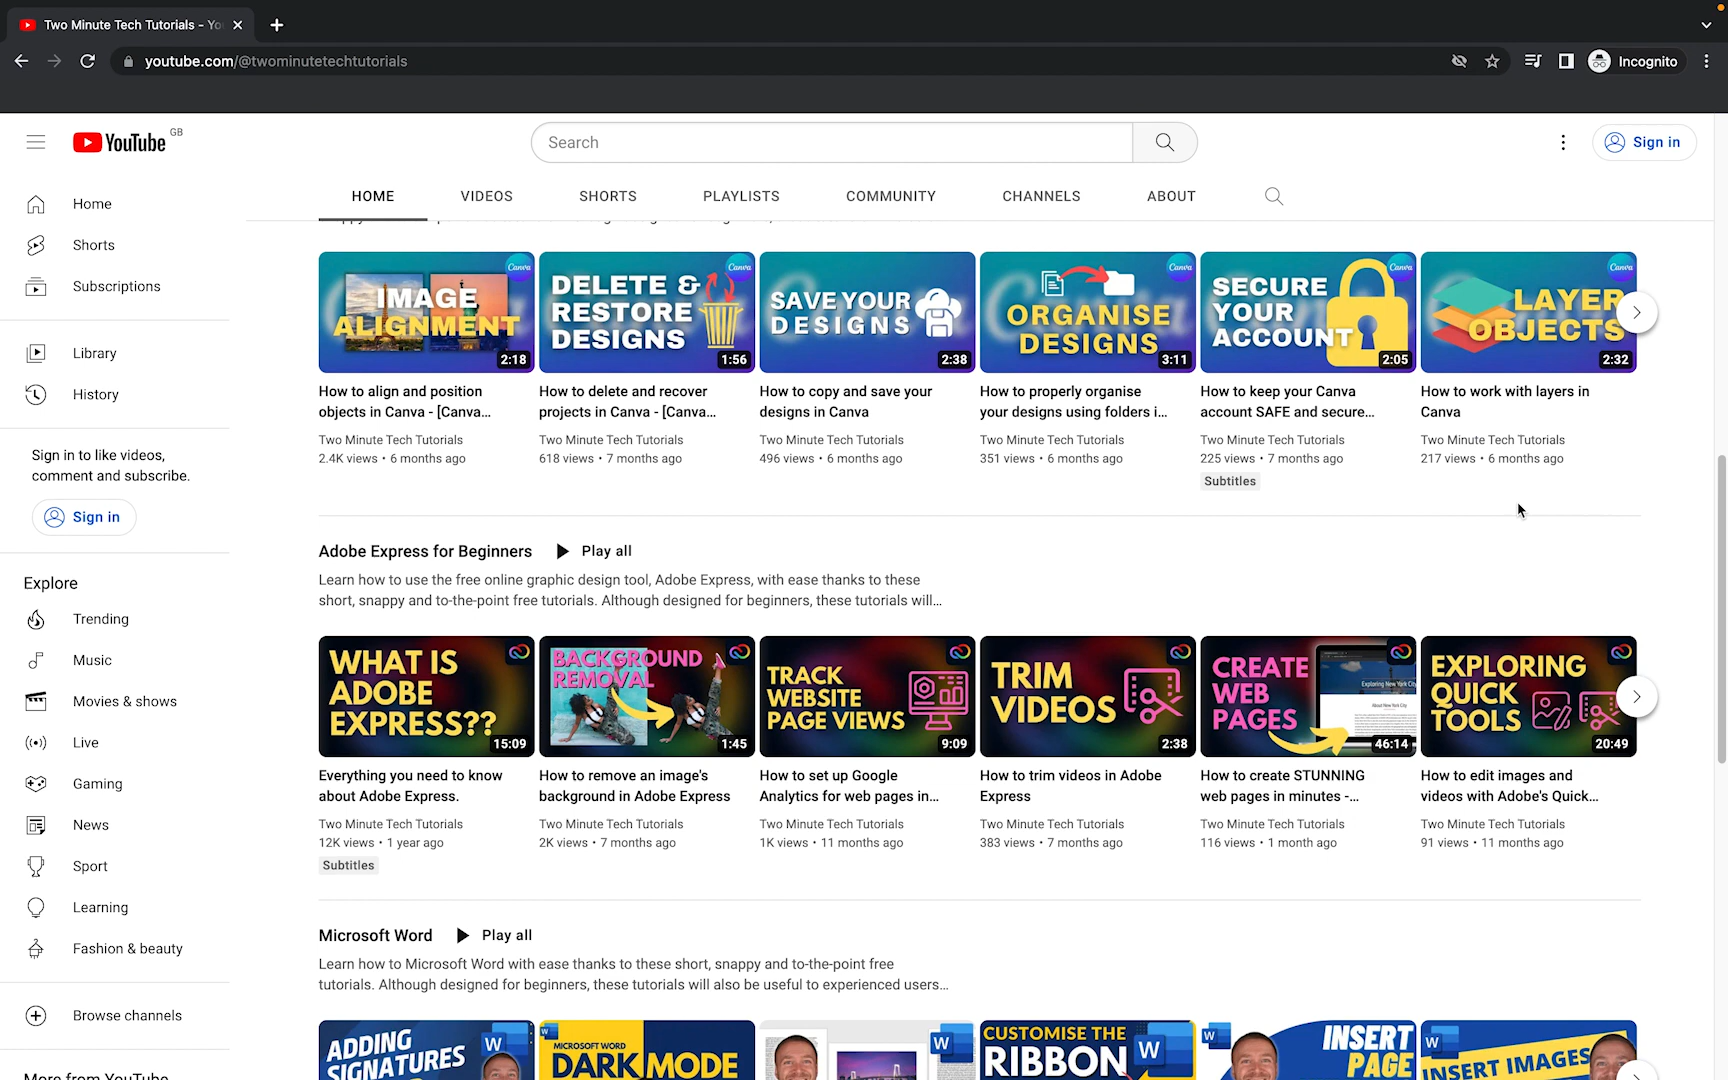 Two Minute Tech Tutorials - Yo
youtube.com/@twominutetechtutorials
Incognito
YouTube GB
Search
Sign in
HOME
VIDEOS
SHORTS
PLAYLISTS
COMMUNITY
CHANNELS
ABOUT
Home
Shorts
Subscriptions
Library
History
Sign in to like videos,
comment and subscribe.
Sign in
Explore
Trending
Music
Movies & shows
Live
Gaming
News
Sport
Learning
Fashion & beauty
Browse channels
More from YouTube
Canva
IMAGE
ALIGNMENT
2:18
How to align and position
objects in Canva - [Canva...
Two Minute Tech Tutorials
2.4K views • 6 months ago
Canva
DELETE &
RESTORE
DESIGNS
1:56
How to delete and recover
projects in Canva - [Canva...
Two Minute Tech Tutorials
618 views • 7 months ago
SAVE YOUR
DESIGNS
2:38
How to copy and save your
designs in Canva
Two Minute Tech Tutorials
496 views • 6 months ago
Canva
ORGANISE
DESIGNS
3:11
How to properly organise
your designs using folders i...
Two Minute Tech Tutorials
351 views • 6 months ago
Canva
SECURE
YOUR
ACCOUNT
2:05
How to keep your Canva
account SAFE and secure...
Two Minute Tech Tutorials
225 views • 7 months ago
Subtitles
Canva
LAYER
OBJECTS
2:32
How to work with layers in
Canva
Two Minute Tech Tutorials
217 views • 6 months ago
Adobe Express for Beginners
Play all
Learn how to use the free online graphic design tool, Adobe Express, with ease thanks to these
short, snappy and to-the-point free tutorials. Although designed for beginners, these tutorials will...
WHAT IS
ADOBE
EXPRESS??
15:09
Everything you need to know
about Adobe Express.
Two Minute Tech Tutorials
12K views • 1 year ago
Subtitles
BACKGROUND
REMOVAL
1:45
How to remove an image's
background in Adobe Express
Two Minute Tech Tutorials
2K views • 7 months ago
TRACK
WEBSITE
PAGE VIEWS
9:09
How to set up Google
Analytics for web pages in...
Two Minute Tech Tutorials
1K views • 11 months ago
TRIM
VIDEOS
2:38
How to trim videos in Adobe
Express
Two Minute Tech Tutorials
383 views • 7 months ago
CREATE
WEB
PAGES
Exploring New York City
About New York City
46:14
How to create STUNNING
web pages in minutes -...
Two Minute Tech Tutorials
116 views • 1 month ago
EXPLORING
QUICK
TOOLS
20:49
How to edit images and
videos with Adobe's Quick...
Two Minute Tech Tutorials
91 views • 11 months ago
Microsoft Word
Play all
Learn how to Microsoft Word with ease thanks to these short, snappy and to-the-point free
tutorials. Although designed for beginners, these tutorials will also be useful to experienced users...
ADDING
SIGNATURES
W
W
MICROSOFT WORD
DARK MODE
W
CUSTOMISE THE
RIBBON
W
W
INSERT
PAGE
W
INSERT IMAGES